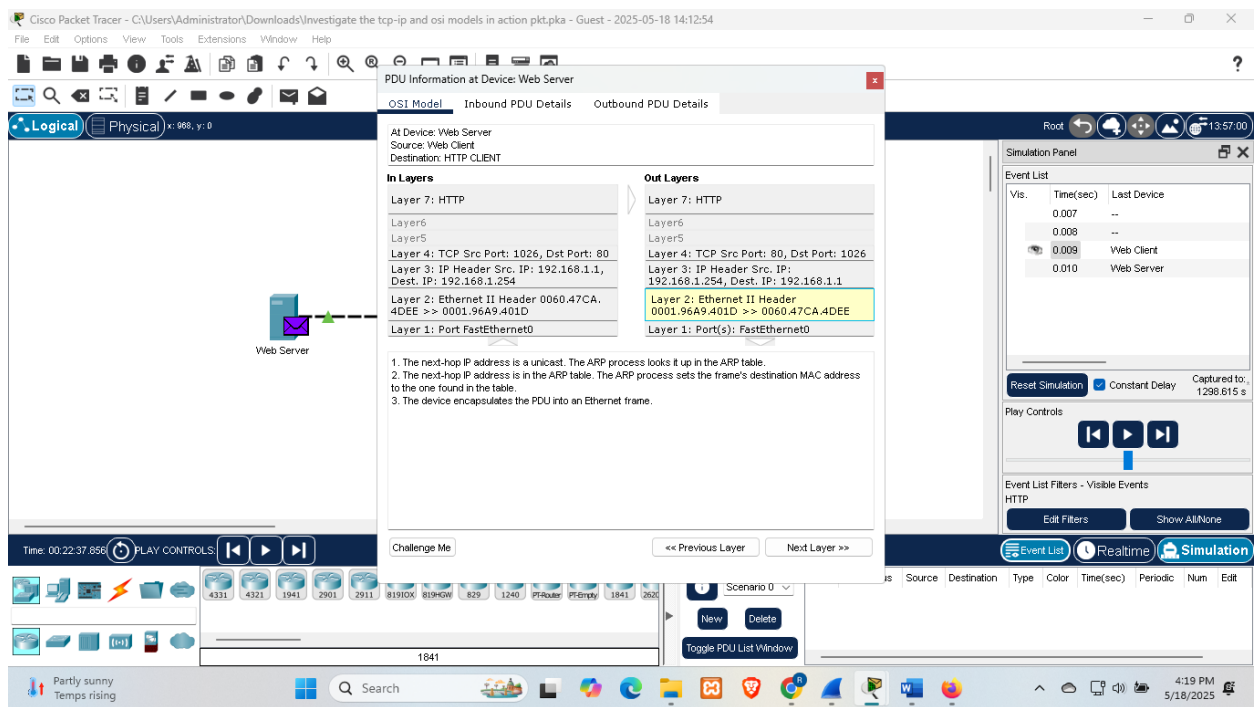 Cisco Packet Tracer - C:\Users\Administrator\Downloads\Investigate the tcp-ip and osi models in action pkt.pka - Guest - 2025-05-18 14:12:54
File Edit Options View Tools Extensions Window Help
?
PDU Information at Device: Web Server
x
OSI Model Inbound PDU Details Outbound PDU Details
Logical Physical x: 968, y: 0
Root 13:57:00
At Device: Web Server
Source: Web Client
Destination: HTTP CLIENT
In Layers
Layer 7: HTTP
Layer6
Layer5
Layer 4: TCP Src Port: 1026, Dst Port: 80
Layer 3: IP Header Src. IP: 192.168.1.1,
Dest. IP: 192.168.1.254
Layer 2: Ethernet II Header 0060.47CA.
4DEE >> 0001.96A9.401D
Layer 1: Port FastEthernet0
Out Layers
Layer 7: HTTP
Layer6
Layer5
Layer 4: TCP Src Port: 80, Dst Port: 1026
Layer 3: IP Header Src. IP:
192.168.1.254, Dest. IP: 192.168.1.1
Layer 2: Ethernet II Header
0001.96A9.401D >> 0060.47CA.4DEE
Layer 1: Port(s): FastEthernet0
1. The next-hop IP address is a unicast. The ARP process looks it up in the ARP table.
2. The next-hop IP address is in the ARP table. The ARP process sets the frame's destination MAC address
to the one found in the table.
3. The device encapsulates the PDU into an Ethernet frame.
Challenge Me << Previous Layer Next Layer >>
Web Server
Simulation Panel
Event List
Vis. Time(sec) Last Device
0.007 --
0.008 --
0.009 Web Client
0.010 Web Server
Reset Simulation Constant Delay Captured to:
1298.615 s
Play Controls
Event List Filters - Visible Events
HTTP
Edit Filters Show All/None
Time: 00:22:37.856 PLAY CONTROLS:
Event List Realtime Simulation
4331 4321 1941 2901 2911 819IOX 819HGW 829 1240 PT-Router PT-Empty 1841 262
1841
Scenario 0
New Delete
Toggle PDU List Window
us Source Destination Type Color Time(sec) Periodic Num Edit
Partly sunny
Temps rising
Search
4:19 PM
5/18/2025